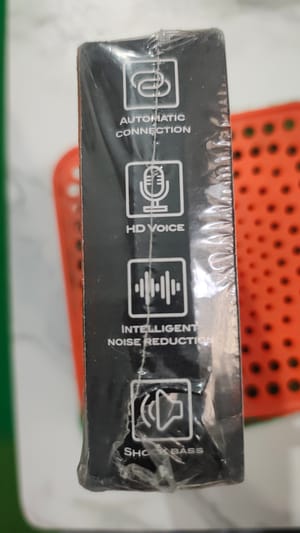 AUTOMATIC
CONNECTION
HD VOICE
INTELLIGENT
NOISE REDUCTION
SHOCK BASS